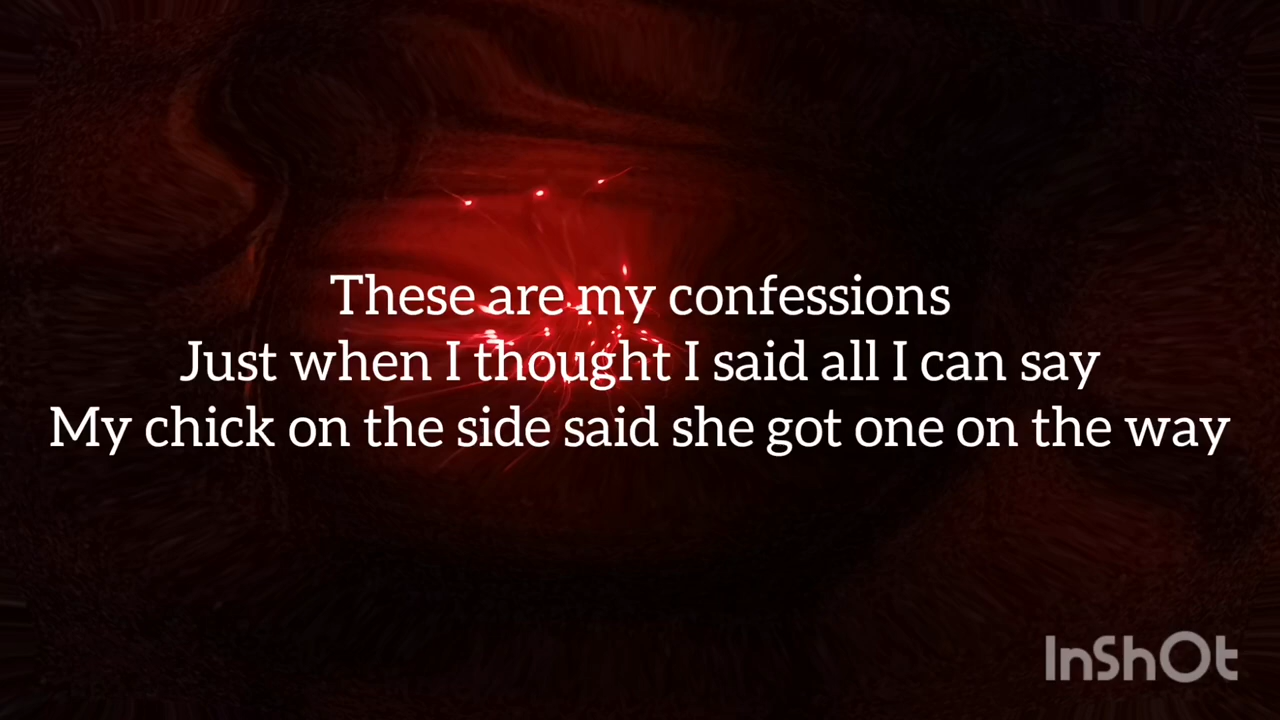 These are my confessions
Just when I thought I said all I can say
My chick on the side said she got one on the way
InShOt